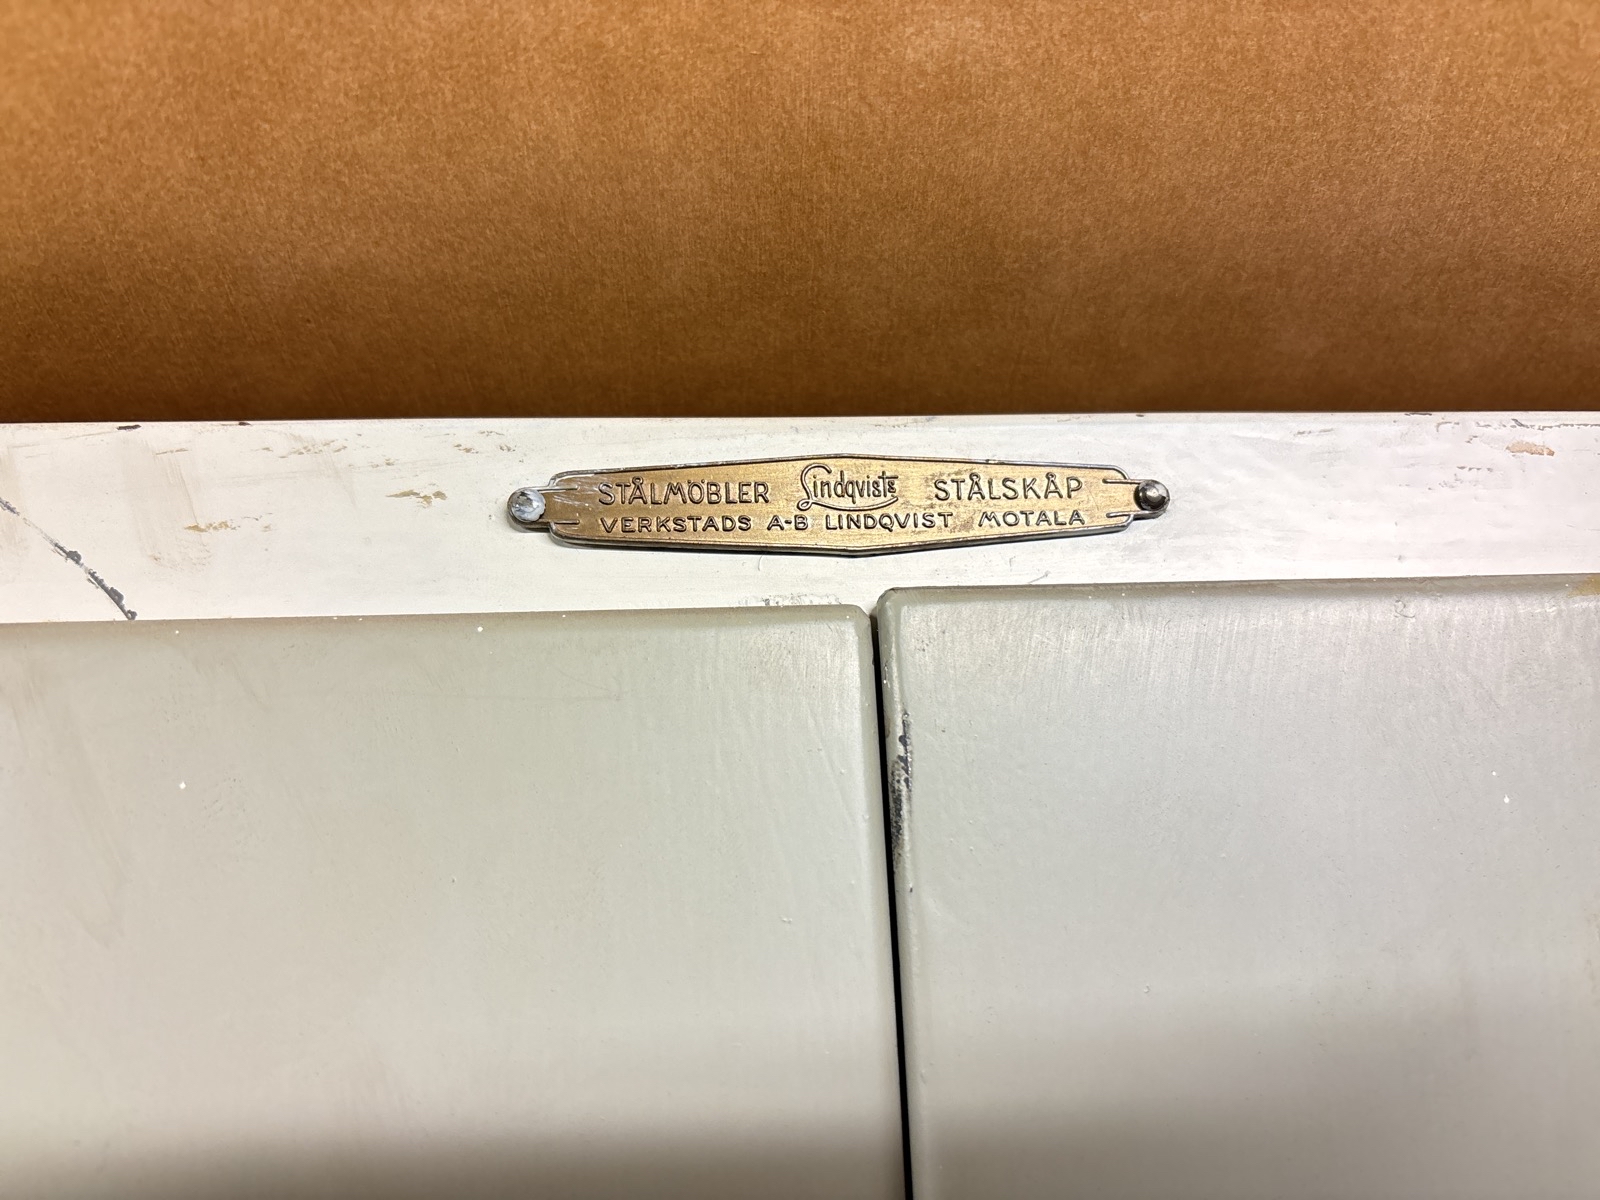 STÅLMÖBLER Lindqvists STÅLSKÅP
VERKSTADS A-B LINDQVIST MOTALA